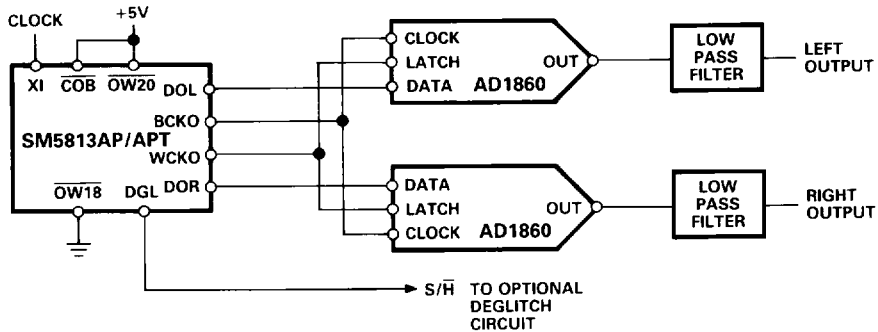 CLOCK
+5V
XI
COB
OW20
DOL
BCKO
SM5813AP/APT
WCKO
OW18
DGL
DOR
CLOCK
LATCH
DATA
OUT
AD1860
LOW
PASS
FILTER
LEFT
OUTPUT
DATA
LATCH
CLOCK
OUT
AD1860
LOW
PASS
FILTER
RIGHT
OUTPUT
S/H̅ TO OPTIONAL
DEGLITCH
CIRCUIT